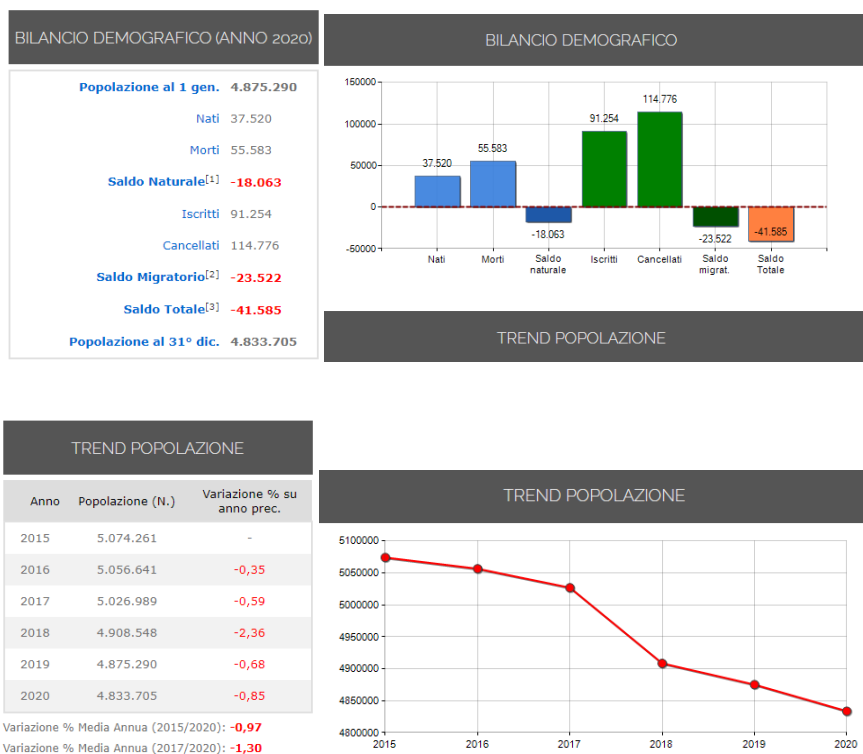 BILANCIO DEMOGRAFICO (ANNO 2020)
Popolazione al 1 gen. 4.875.290
Nati 37.520
Morti 55.583
Saldo Naturale[1] -18.063
Iscritti 91.254
Cancellati 114.776
Saldo Migratorio[2] -23.522
Saldo Totale[3] -41.585
Popolazione al 31° dic. 4.833.705
BILANCIO DEMOGRAFICO
150000
100000
50000
0
-50000
37.520
55.583
-18.063
91.254
114.776
-23.522
-41.585
Nati
Morti
Saldo
naturale
Iscritti
Cancellati
Saldo
migrat.
Saldo
Totale
TREND POPOLAZIONE
TREND POPOLAZIONE
Anno Popolazione (N.) Variazione % su
anno prec.
2015 5.074.261 -
2016 5.056.641 -0,35
2017 5.026.989 -0,59
2018 4.908.548 -2,36
2019 4.875.290 -0,68
2020 4.833.705 -0,85
Variazione % Media Annua (2015/2020): -0,97
Variazione % Media Annua (2017/2020): -1,30
TREND POPOLAZIONE
5100000
5050000
5000000
4950000
4900000
4850000
4800000
2015 2016 2017 2018 2019 2020